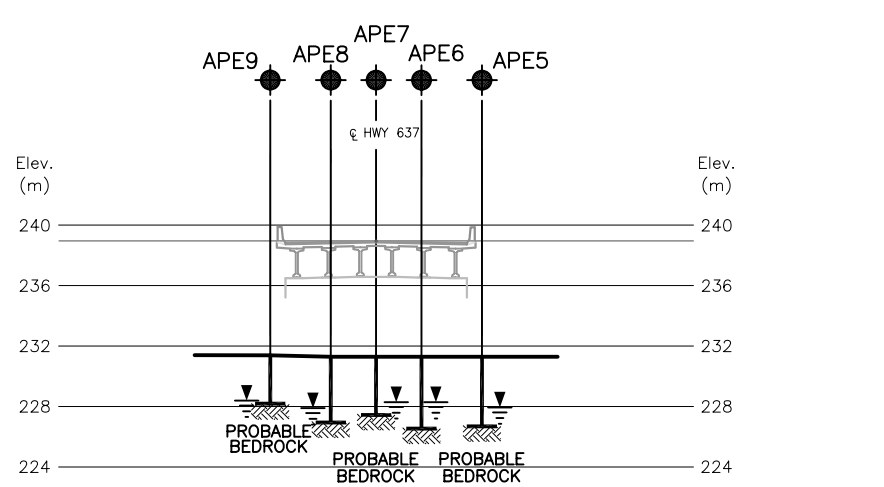 APE7
APE9 APE8 APE6 APE5
℄ HWY 637
Elev. Elev.
(m) (m)
240 240
236 236
232 232
228 228
PROBABLE
BEDROCK
PROBABLE PROBABLE
BEDROCK BEDROCK
224 224